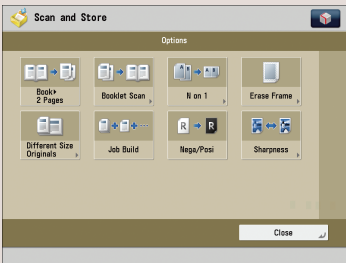 Scan and Store
Options
Book▸
2 Pages
Booklet Scan
N on 1
Erase Frame
Different Size
Originals
Job Build
Nega/Posi
Sharpness
Close